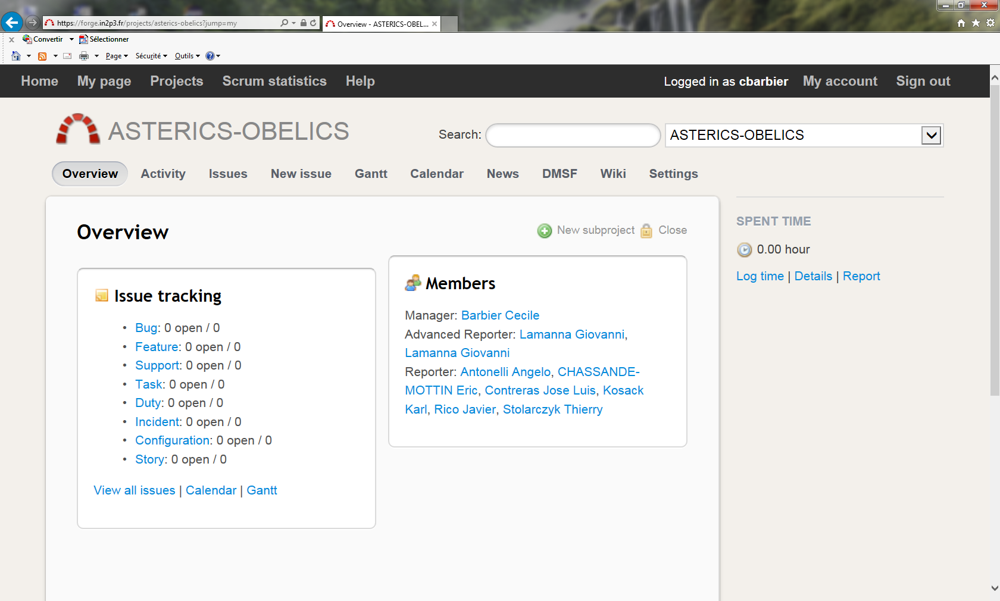 https://forge.in2p3.fr/projects/asterics-obelics?jump=my
Overview - ASTERICS-OBEL...
Convertir
Sélectionner
Page
Sécurité
Outils
Home
My page
Projects
Scrum statistics
Help
Logged in as cbarbier
My account
Sign out
ASTERICS-OBELICS
Search:
ASTERICS-OBELICS
Overview
Activity
Issues
New issue
Gantt
Calendar
News
DMSF
Wiki
Settings
Overview
New subproject
Close
Issue tracking
• Bug: 0 open / 0
• Feature: 0 open / 0
• Support: 0 open / 0
• Task: 0 open / 0
• Duty: 0 open / 0
• Incident: 0 open / 0
• Configuration: 0 open / 0
• Story: 0 open / 0
View all issues | Calendar | Gantt
Members
Manager: Barbier Cecile
Advanced Reporter: Lamanna Giovanni,
Lamanna Giovanni
Reporter: Antonelli Angelo, CHASSANDE-
MOTTIN Eric, Contreras Jose Luis, Kosack
Karl, Rico Javier, Stolarczyk Thierry
SPENT TIME
0.00 hour
Log time | Details | Report